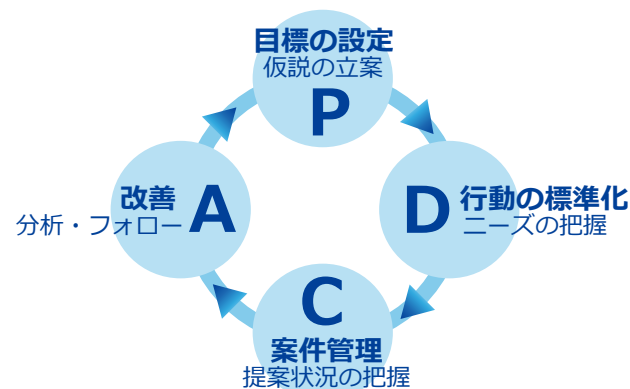 目標の設定
仮説の立案
P
D
行動の標準化
ニーズの把握
C
案件管理
提案状況の把握
改善
分析・フォロー
A